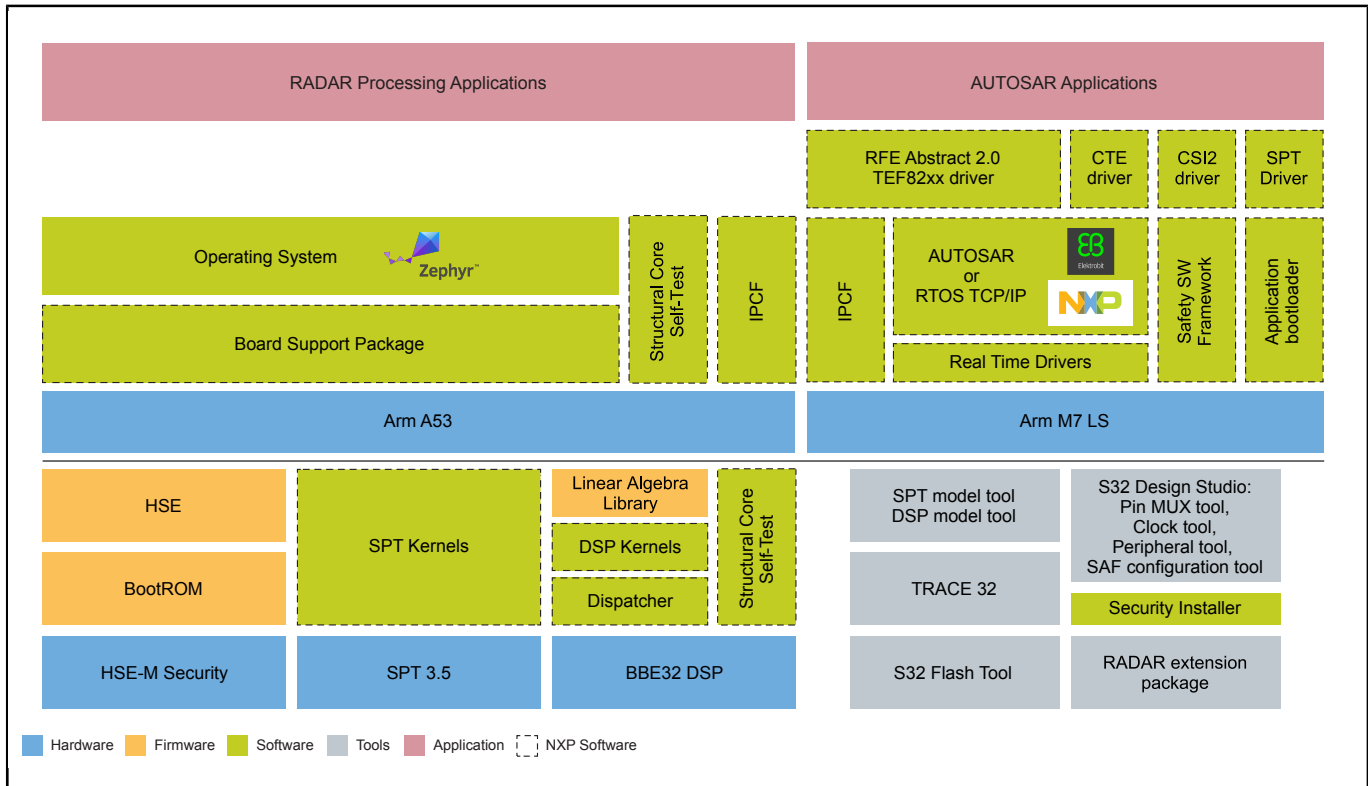 RADAR Processing Applications
AUTOSAR Applications
RFE Abstract 2.0
TEF82xx driver
CTE
driver
CSI2
driver
SPT
Driver
Operating System
Zephyr™
Board Support Package
Structural Core
Self-Test
IPCF
IPCF
AUTOSAR
or
RTOS TCP/IP
EB
Elektrobit
NXP
Real Time Drivers
Safety SW
Framework
Application
bootloader
Arm A53
Arm M7 LS
HSE
BootROM
HSE-M Security
SPT Kernels
SPT 3.5
Linear Algebra
Library
DSP Kernels
Dispatcher
Structural Core
Self-Test
BBE32 DSP
SPT model tool
DSP model tool
TRACE 32
S32 Flash Tool
S32 Design Studio:
Pin MUX tool,
Clock tool,
Peripheral tool,
SAF configuration tool
Security Installer
RADAR extension
package
Hardware
Firmware
Software
Tools
Application
NXP Software